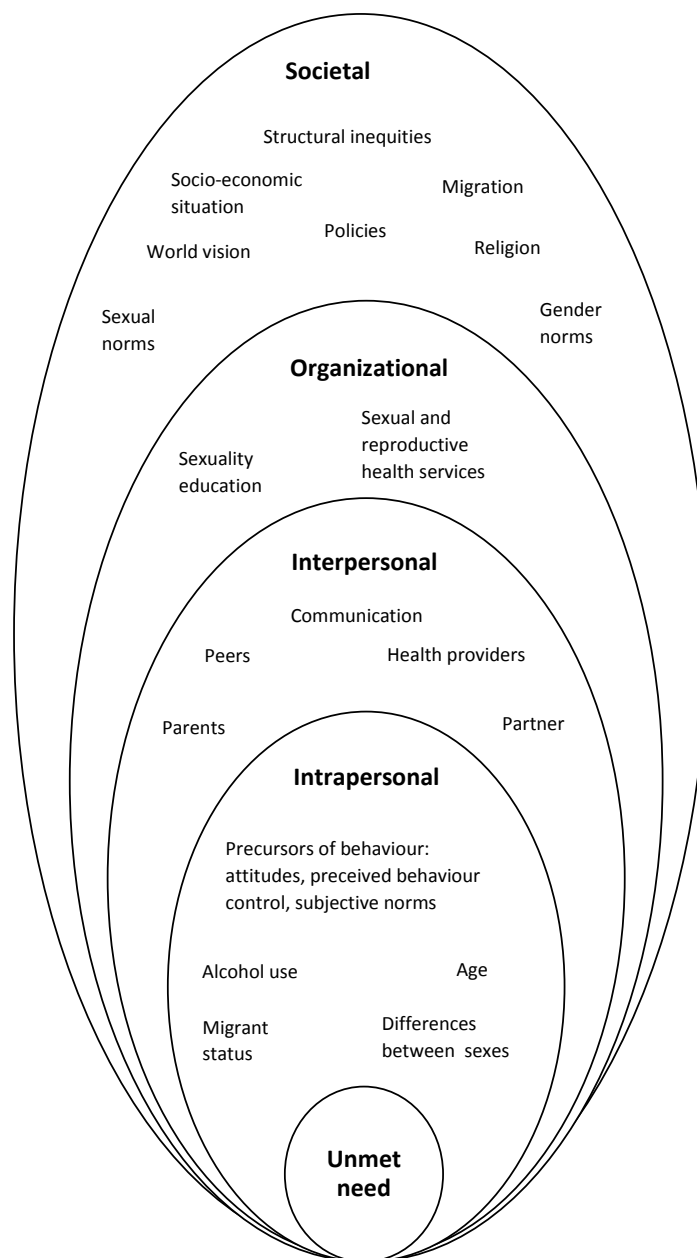 Societal
Structural inequities
Socio-economic
situation
Migration
Policies
World vision
Religion
Sexual
norms
Gender
norms
Organizational
Sexual and
reproductive
health services
Sexuality
education
Interpersonal
Communication
Peers
Health providers
Parents
Partner
Intrapersonal
Precursors of behaviour:
attitudes, preceived behaviour
control, subjective norms
Alcohol use
Age
Migrant
status
Differences
between sexes
Unmet
need